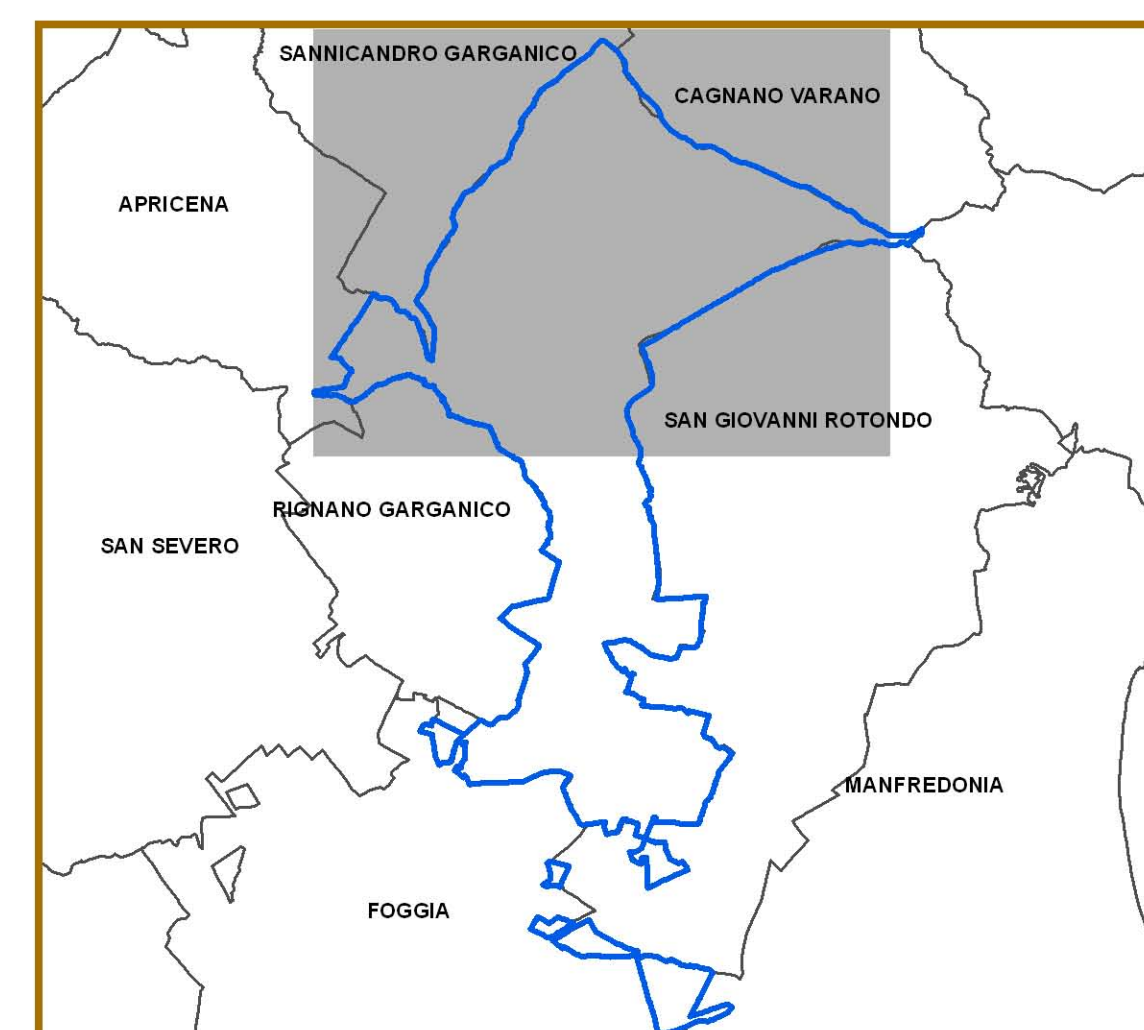 SANNICANDRO GARGANICO
CAGNANO VARANO
APRICENA
SAN GIOVANNI ROTONDO
RIGNANO GARGANICO
SAN SEVERO
MANFREDONIA
FOGGIA